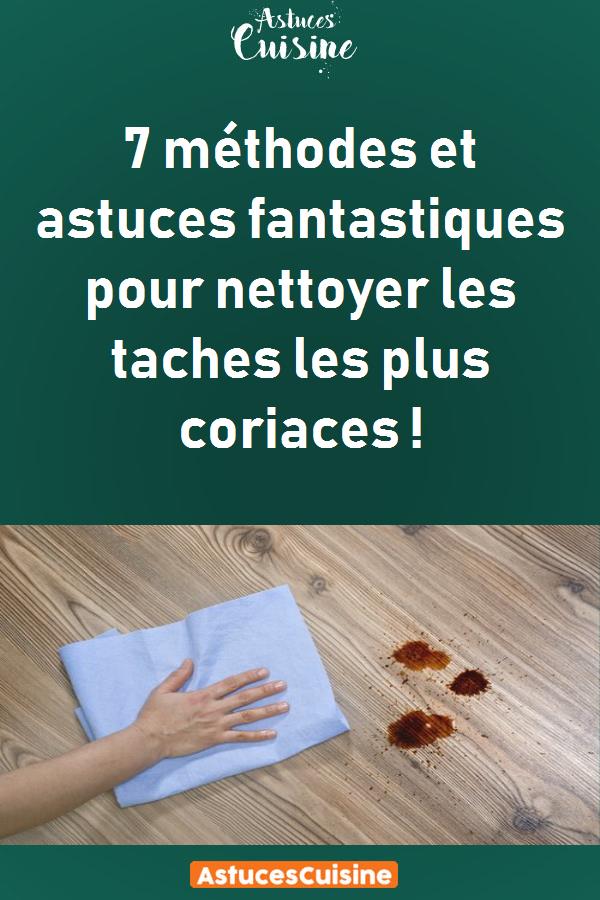 Astuces
Cuisine
7 méthodes et
astuces fantastiques
pour nettoyer les
taches les plus
coriaces !
AstucesCuisine